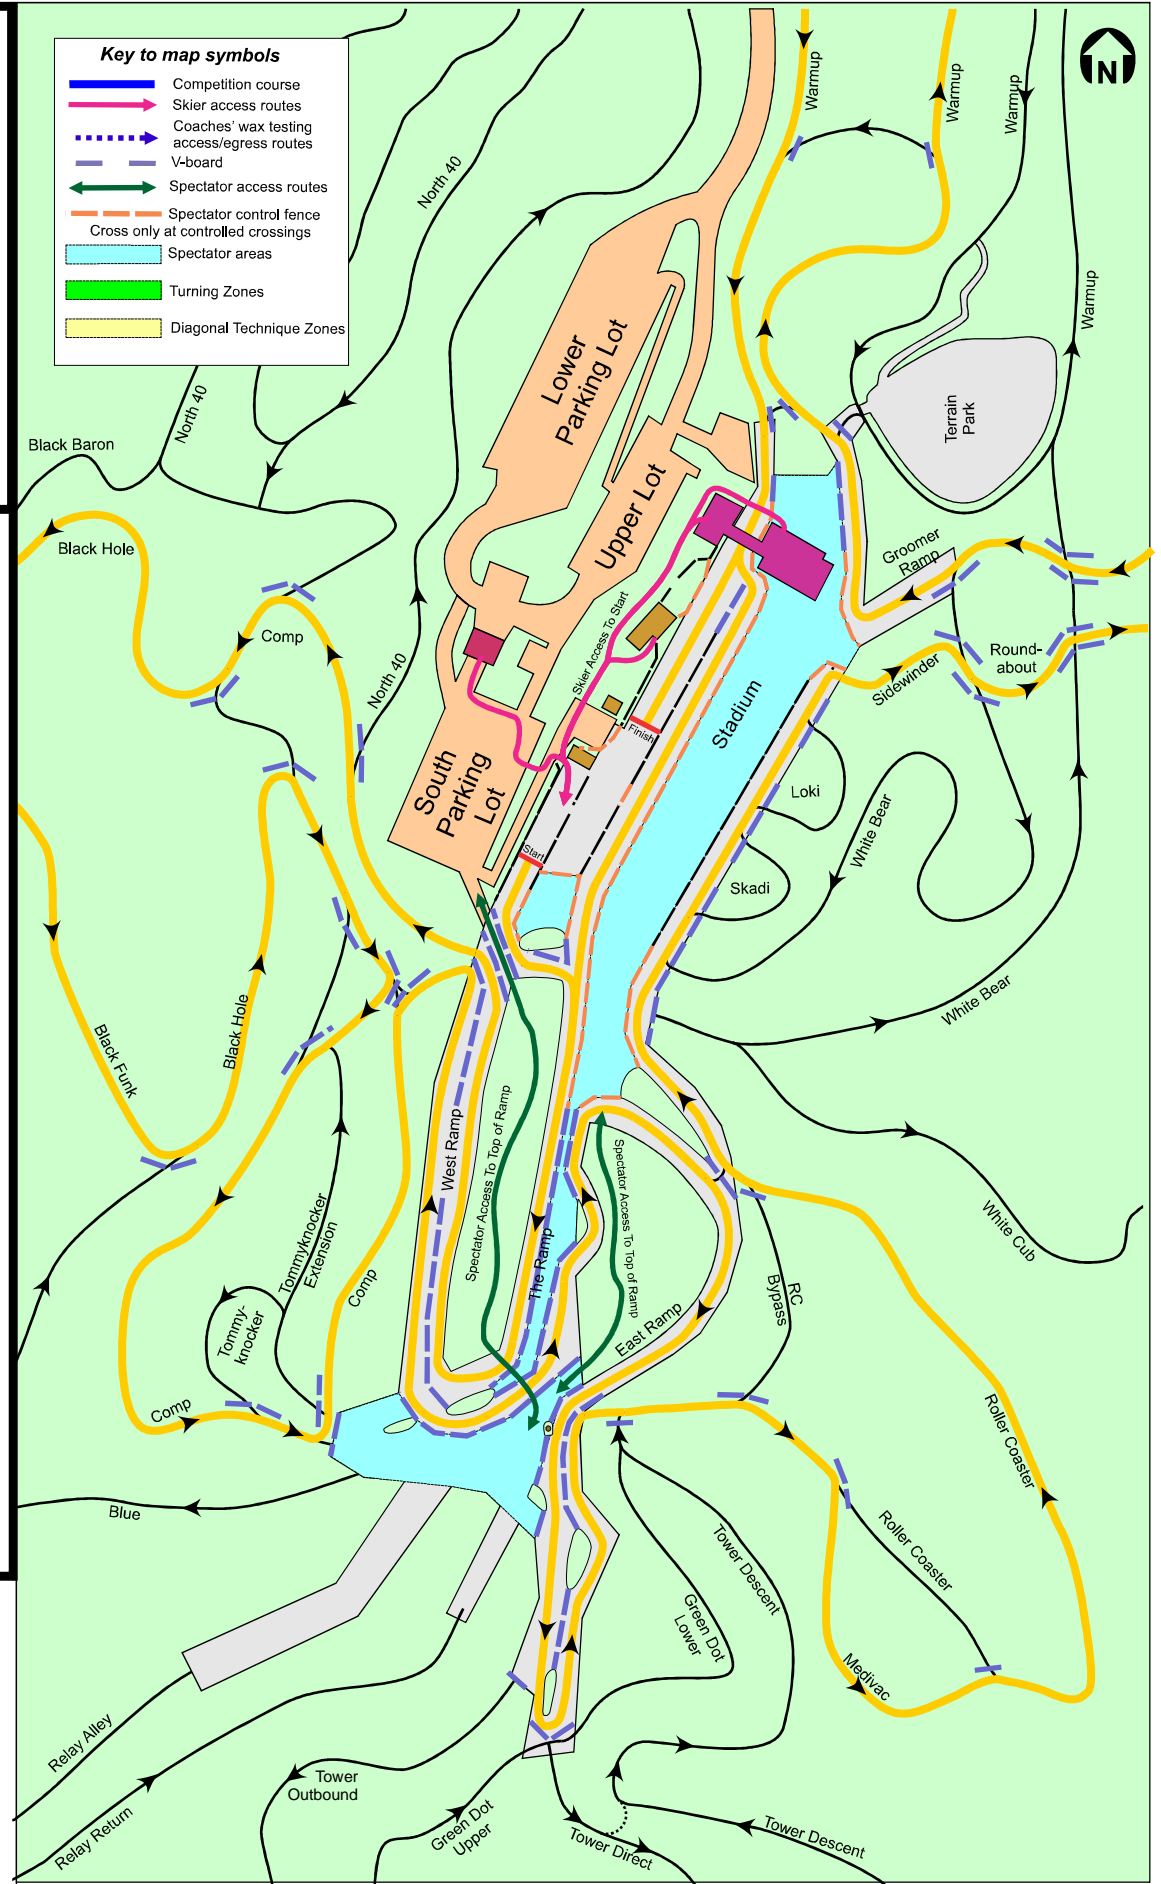 Key to map symbols
Competition course
Skier access routes
Coaches' wax testing
access/egress routes
V-board
Spectator access routes
Spectator control fence
Cross only at controlled crossings
Spectator areas
Turning Zones
Diagonal Technique Zones
N
Warmup
Warmup
Warmup
Warmup
North 40
North 40
North 40
Lower
Parking Lot
Upper Lot
Terrain
Park
Black Baron
Black Hole
Groomer
Ramp
Comp
Skier Access To Start
Round-
about
Sidewinder
Stadium
Finish
South
Parking
Lot
Loki
White Bear
Start
Skadi
White Bear
Black Funk
Black Hole
West Ramp
Spectator Access To Top of Ramp
Spectator Access To Top of Ramp
The Ramp
White Cub
Tommyknocker
Extension
Comp
RC
Bypass
East Ramp
Tommy-
knocker
Comp
Roller Coaster
Blue
Roller Coaster
Tower Descent
Green Dot
Lower
Medivac
Relay Alley
Tower
Outbound
Relay Return
Green Dot
Upper
Tower Direct
Tower Descent